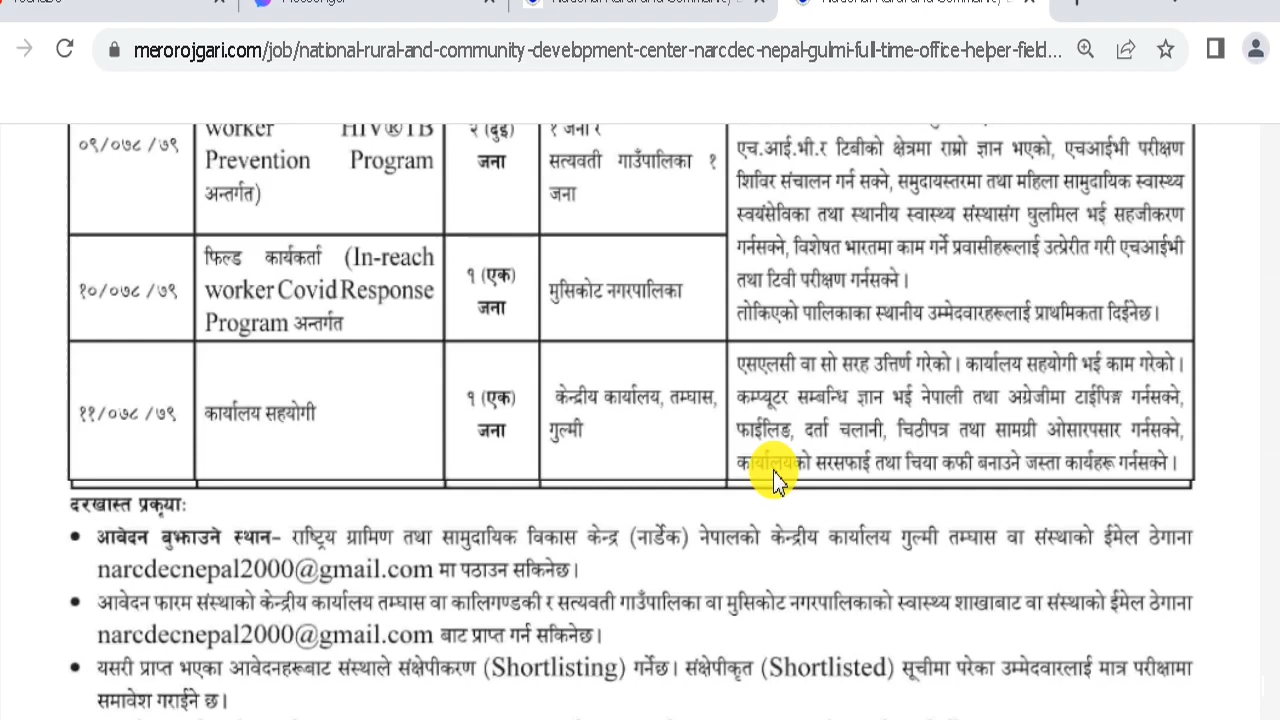 merorojgari.com/job/national-rural-and-community-development-center-narcdec-nepal-gulmi-full-time-office-helper-field...
०९/०७८/७९
worker HIV®TB
Prevention Program
अन्तर्गत)
२ (दुई)
जना
१ जना र
सत्यवती गाउँपालिका १
जना
एच.आई.भी.र टिबीको क्षेत्रमा राम्रो ज्ञान भएको, एचआईभी परीक्षण
शिविर संचालन गर्न सक्ने, समुदायस्तरमा तथा महिला सामुदायिक स्वास्थ्य
स्वयंसेविका तथा स्थानीय स्वास्थ्य संस्थासंग घुलमिल भई सहजीकरण
गर्नसक्ने, विशेषत भारतमा काम गर्ने प्रवासीहरूलाई उत्प्रेरीत गरी एचआईभी
तथा टिवी परीक्षण गर्नसक्ने।
तोकिएको पालिकाका स्थानीय उम्मेदवारहरूलाई प्राथमिकता दिईनेछ।
१०/०७८/७९
फिल्ड कार्यकर्ता (In-reach
worker Covid Response
Program अन्तर्गत
१ (एक)
जना
मुसिकोट नगरपालिका
११/०७८/७९
कार्यालय सहयोगी
१ (एक)
जना
केन्द्रीय कार्यालय, तम्घास,
गुल्मी
एसएलसी वा सो सरह उत्तिर्ण गरेको। कार्यालय सहयोगी भई काम गरेको।
कम्प्यूटर सम्बन्धि ज्ञान भई नेपाली तथा अग्रेजीमा टाईपिङ्ग गर्नसक्ने,
फाईलिङ, दर्ता चलानी, चिठीपत्र तथा सामग्री ओसारपसार गर्नसक्ने,
कार्यालयको सरसफाई तथा चिया कफी बनाउने जस्ता कार्यहरू गर्नसक्ने।
दरखास्त प्रकृयाः
• आवेदन बुझाउने स्थान- राष्ट्रिय ग्रामिण तथा सामुदायिक विकास केन्द्र (नार्डेक) नेपालको केन्द्रीय कार्यालय गुल्मी तम्घास वा संस्थाको ईमेल ठेगाना
narcdecnepal2000@gmail.com मा पठाउन सकिनेछ।
• आवेदन फारम संस्थाको केन्द्रीय कार्यालय तम्घास वा कालिगण्डकी र सत्यवती गाउँपालिका वा मुसिकोट नगरपालिकाको स्वास्थ्य शाखाबाट वा संस्थाको ईमेल ठेगाना
narcdecnepal2000@gmail.com बाट प्राप्त गर्न सकिनेछ।
• यसरी प्राप्त भएका आवेदनहरूबाट संस्थाले संक्षेपीकरण (Shortlisting) गर्नेछ। संक्षेपीकृत (Shortlisted) सूचीमा परेका उम्मेदवारलाई मात्र परीक्षामा
समावेश गराईने छ।